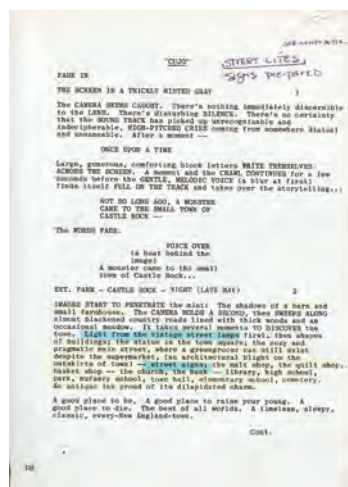 "CUJO"
STREET LITES,
signs prepared
FADE IN
THE SCREEN IS A THICKLY MISTED GRAY
The CAMERA SEEMS CAUGHT. There's nothing immediately discernible
to the LENS. There's disturbing SILENCE. There's no certainty
that the SOUND TRACK has picked up unrecognizable and
indecipherable, HIGH-PITCHED CRIES coming from somewhere distant
and unnameable. After a moment --
ONCE UPON A TIME
Large, generous, comforting block letters WRITE THEMSELVES
ACROSS THE SCREEN. A moment and the CRAWL CONTINUES for a few
seconds before the GENTLE, MELODIC VOICE (a blur at first)
finds itself FULL ON THE TRACK and takes over the storytelling...
NOT SO LONG AGO, A MONSTER
CAME TO THE SMALL TOWN OF
CASTLE ROCK --
The WORDS FADE.
VOICE OVER
(a beat behind the
image)
A monster came to the small
town of Castle Rock...
EXT. PARK - CASTLE ROCK - NIGHT (LATE MAY) 2
IMAGES START TO PENETRATE the mist: The shadows of a barn and
small farmhouse. The CAMERA HOLDS A SECOND, then SWEEPS ALONG
almost blackened country roads lined with thick woods and an
occasional meadow. It takes several moments TO DISCOVER the
town. Light from the vintage street lamps first, then shapes
of buildings; the statue in the town square; the cozy and
pragmatic main street, where a greengrocer can still exist
despite the supermarket, (an architectural blight on the
outskirts of town) -- street signs; the malt shop, the quilt shop,
basket shop -- the church, the bank -- library, high school,
park, nursery school, town hall, elementary school, cemetery.
An antique inn proud of its dilapidated charm.
A good place to be. A good place to raise your young. A
good place to die. The best of all worlds. A timeless, sleepy,
classic, every-New England-town.
Cont.